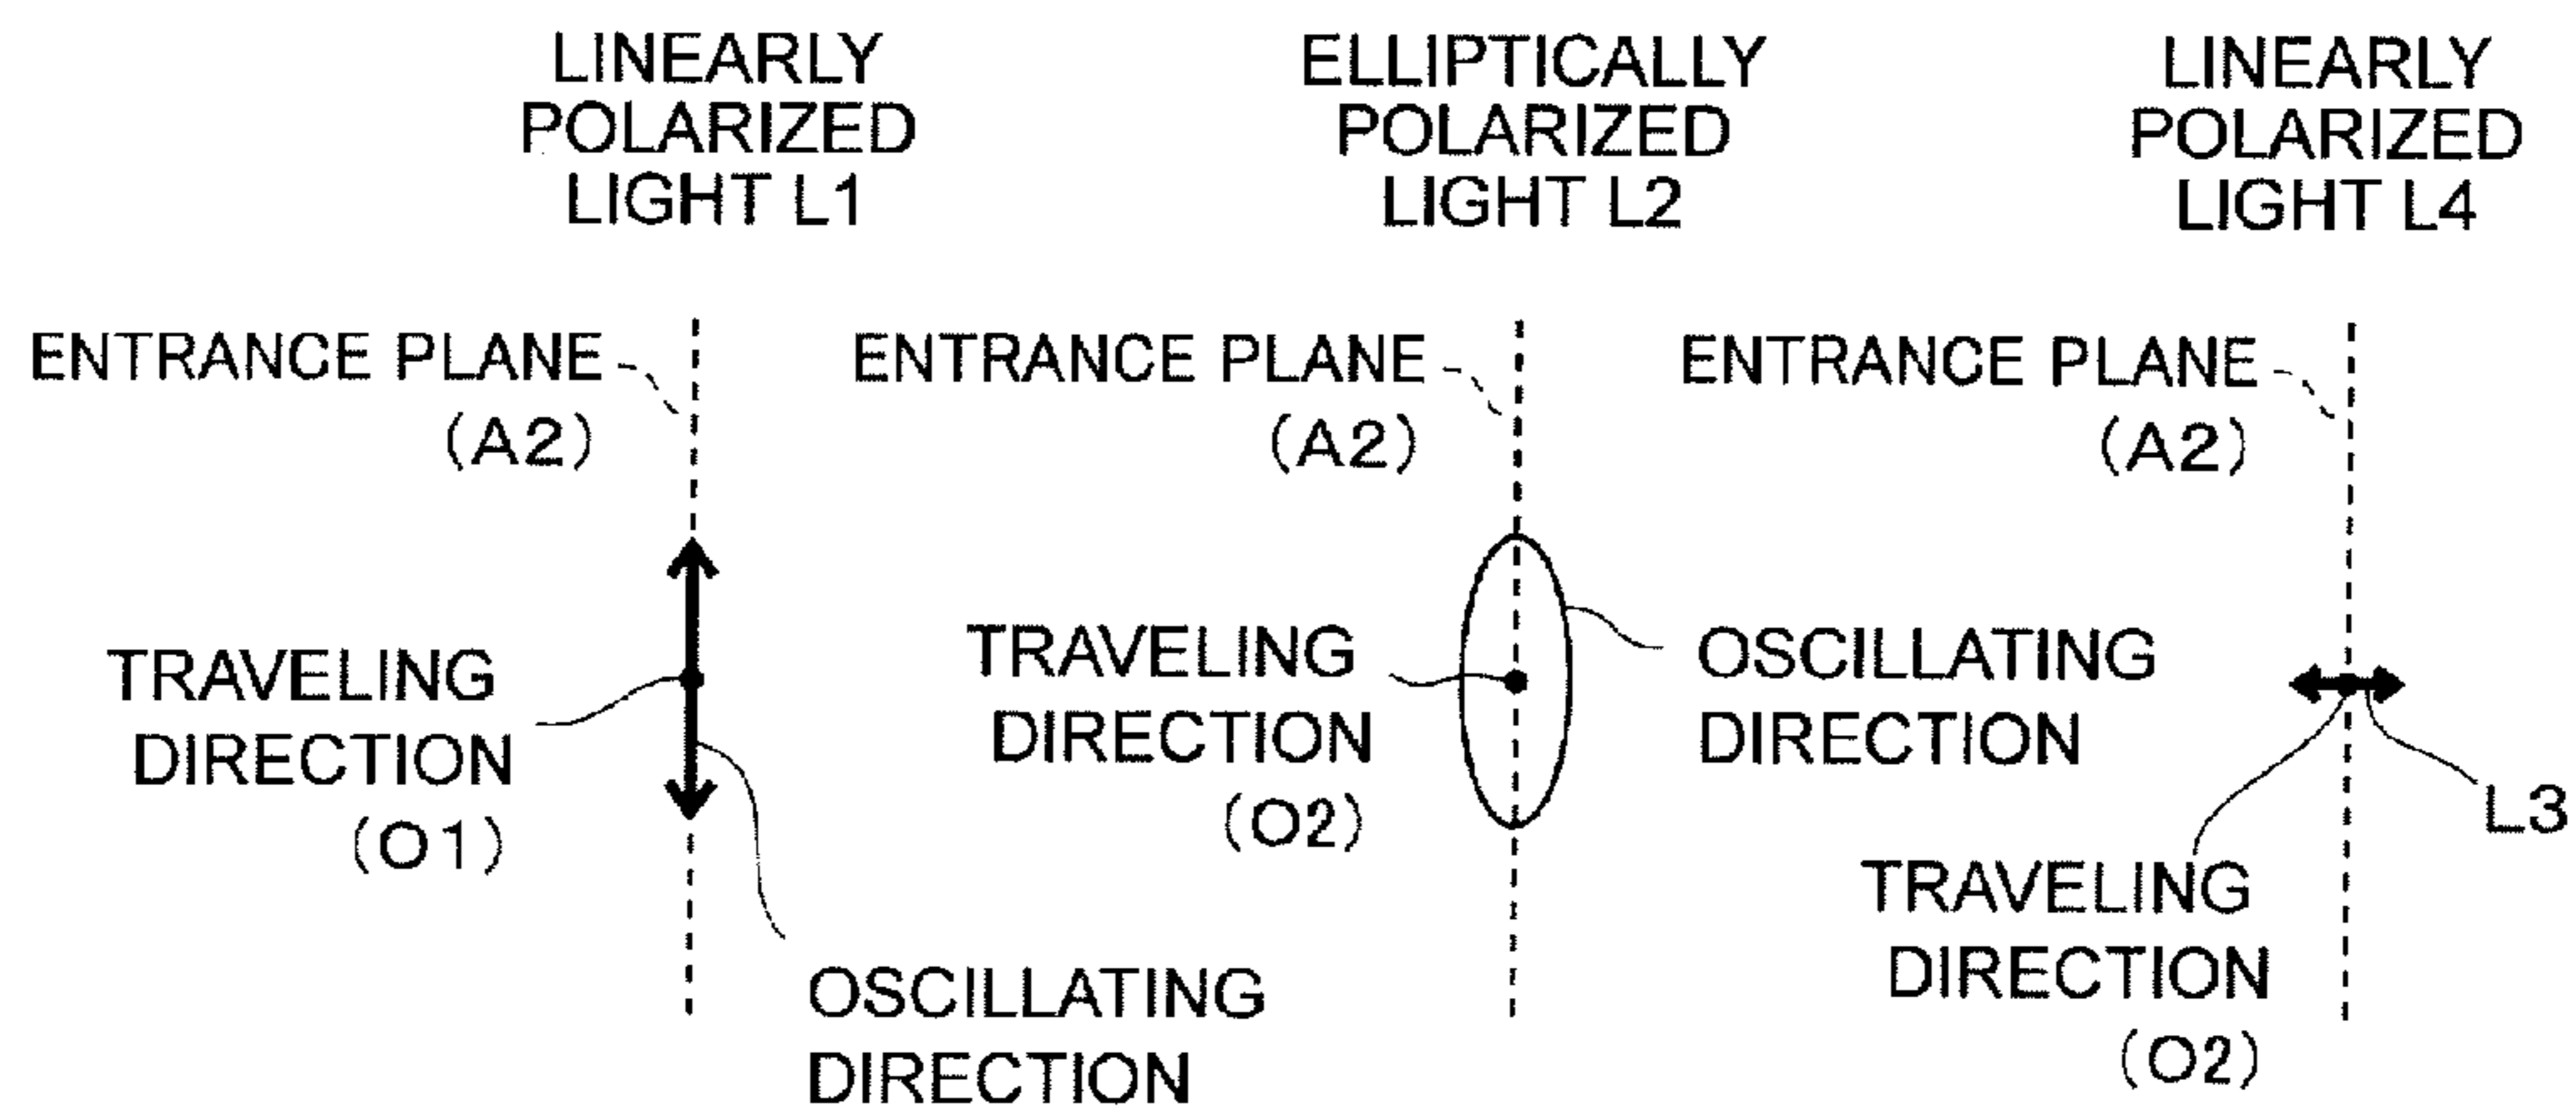 LINEARLY
POLARIZED
LIGHT L1
ENTRANCE PLANE
(A2)
TRAVELING
DIRECTION
(O1)
OSCILLATING
DIRECTION
ELLIPTICALLY
POLARIZED
LIGHT L2
ENTRANCE PLANE
(A2)
TRAVELING
DIRECTION
(O2)
OSCILLATING
DIRECTION
LINEARLY
POLARIZED
LIGHT L4
ENTRANCE PLANE
(A2)
L3
TRAVELING
DIRECTION
(O2)